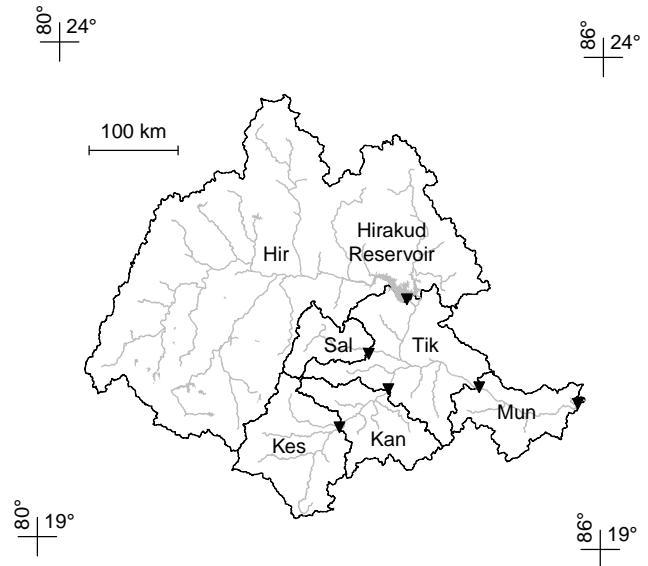 80°
24°
86°
24°
100 km
Hirakud
Reservoir
Hir
Sal
Tik
Mun
Kes
Kan
80°
19°
86°
19°